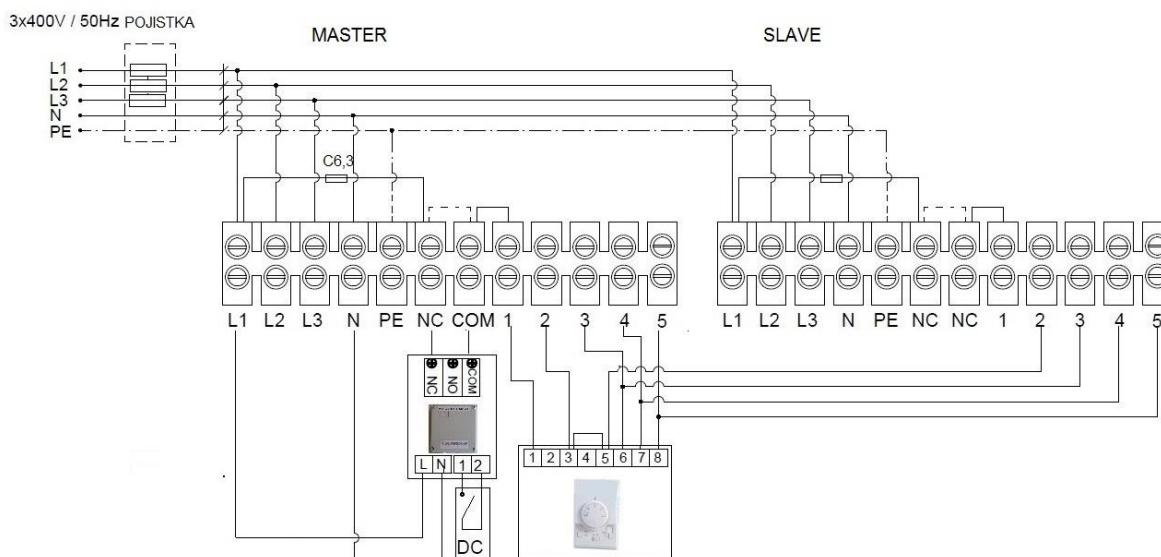 3x400V / 50Hz POJISTKA
MASTER SLAVE
L1
L2
L3
N
PE
C6,3
L1 L2 L3 N PE NC COM 1 2 3 4 5 L1 L2 L3 N PE NC NC 1 2 3 4 5
NC NO COM
1 2 3 4 5 6 7 8
L N 1 2
DC